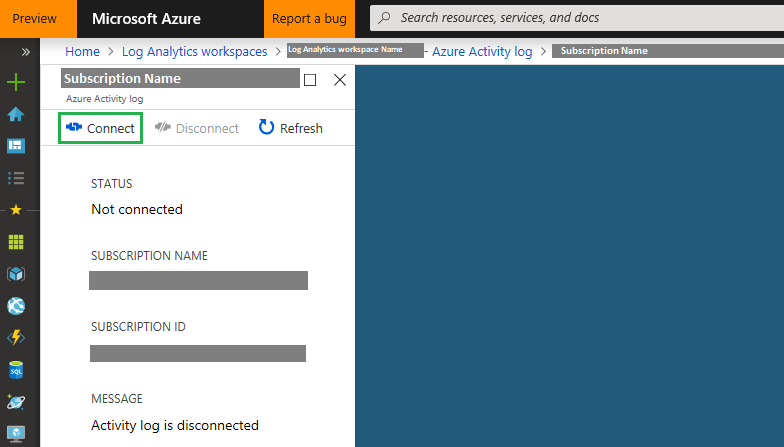 Preview Microsoft Azure Report a bug Search resources, services, and docs
» Home > Log Analytics workspaces > Log Analytics workspace Name - Azure Activity log > Subscription Name
Subscription Name
Azure Activity log
Connect Disconnect Refresh
STATUS
Not connected
SUBSCRIPTION NAME
SUBSCRIPTION ID
MESSAGE
Activity log is disconnected
SQL